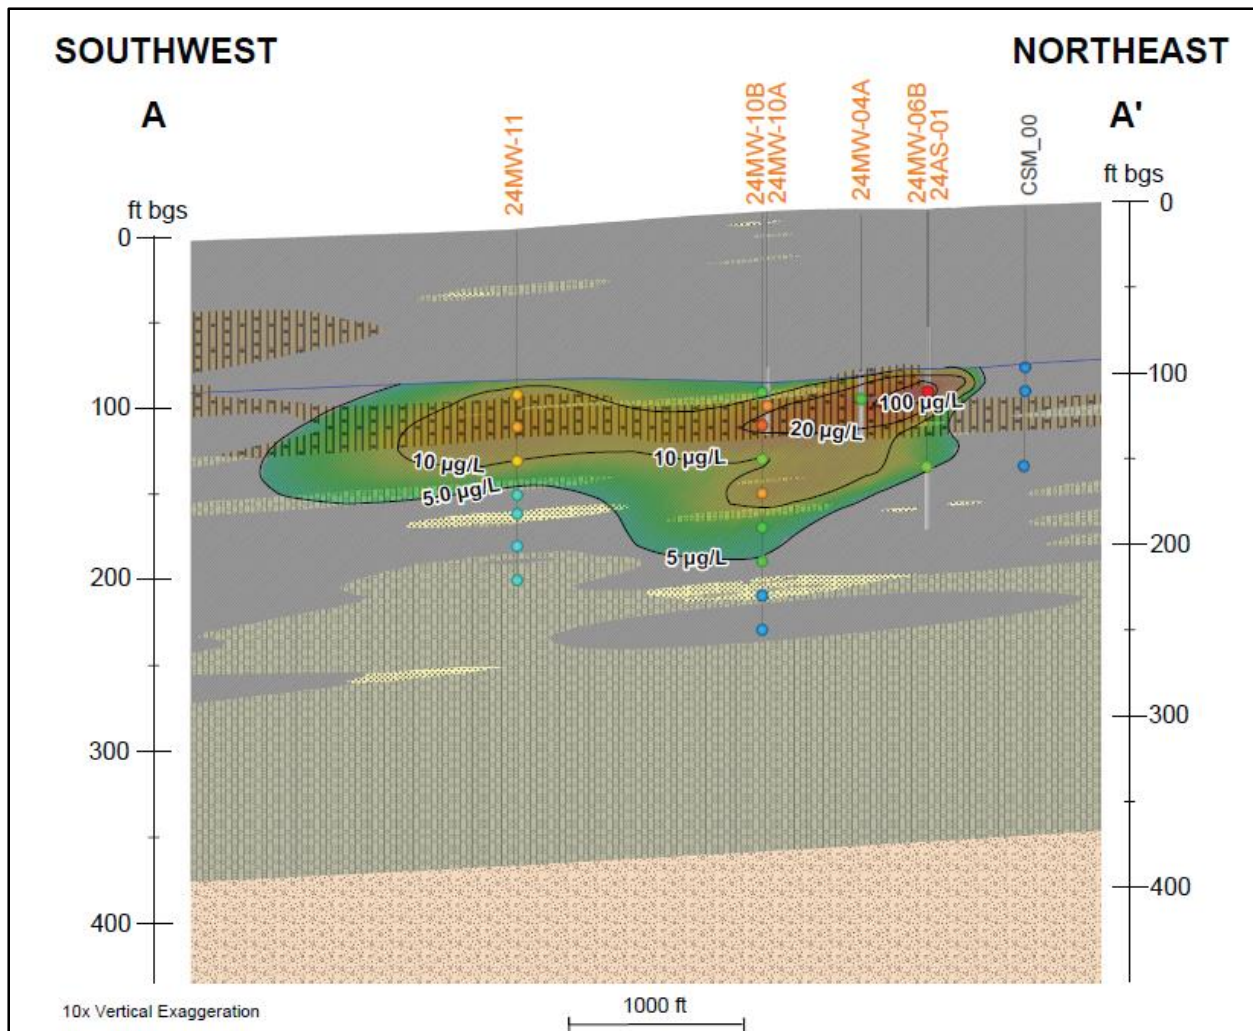 SOUTHWEST
NORTHEAST
A
A'
24MW-11
24MW-10B
24MW-10A
24MW-04A
24MW-06B
24AS-01
CSM_00
ft bgs
ft bgs
0
100
200
300
400
0
100
200
300
400
100 µg/L
20 µg/L
10 µg/L
10 µg/L
5.0 µg/L
5 µg/L
10x Vertical Exaggeration
1000 ft